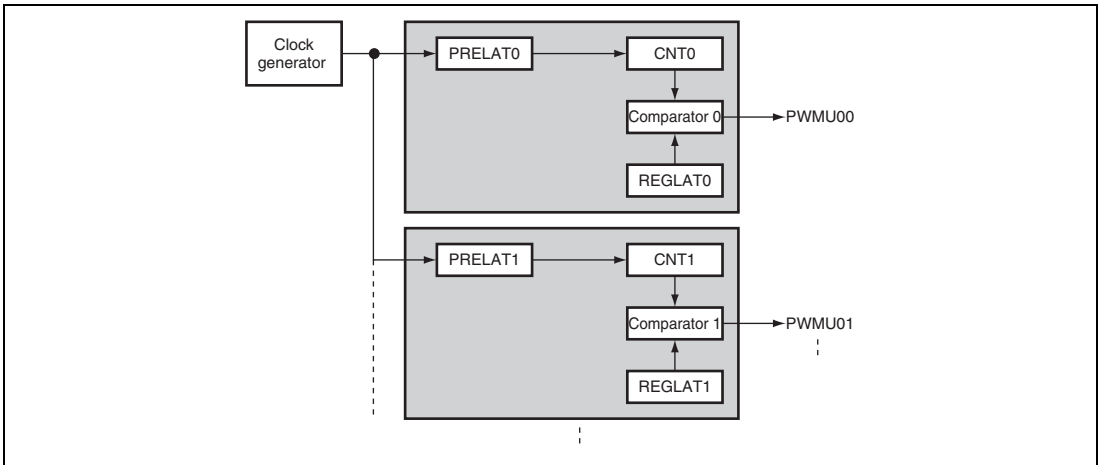 Clock
generator
PRELAT0
CNT0
Comparator 0
PWMU00
REGLAT0
PRELAT1
CNT1
Comparator 1
PWMU01
REGLAT1